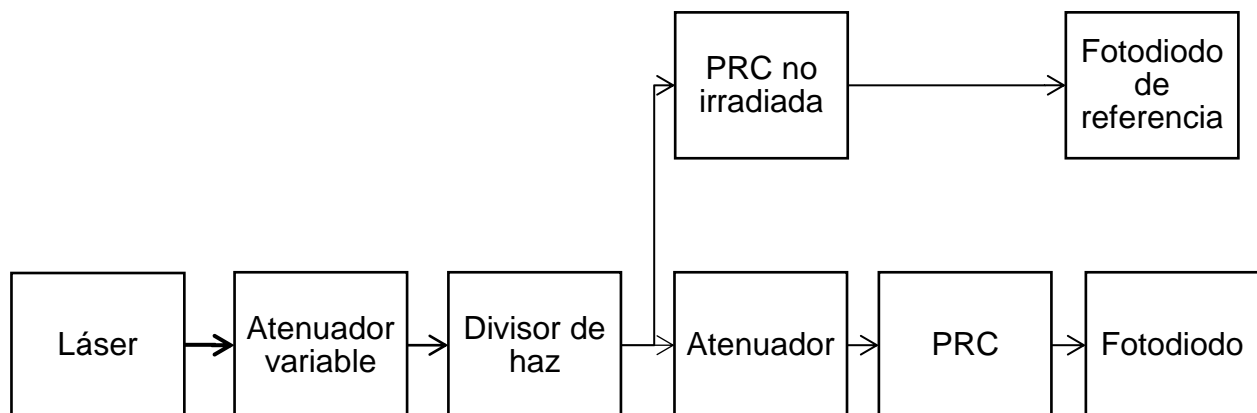 PRC no
irradiada
Fotodiodo
de
referencia
Láser
Atenuador
variable
Divisor de
haz
Atenuador
PRC
Fotodiodo